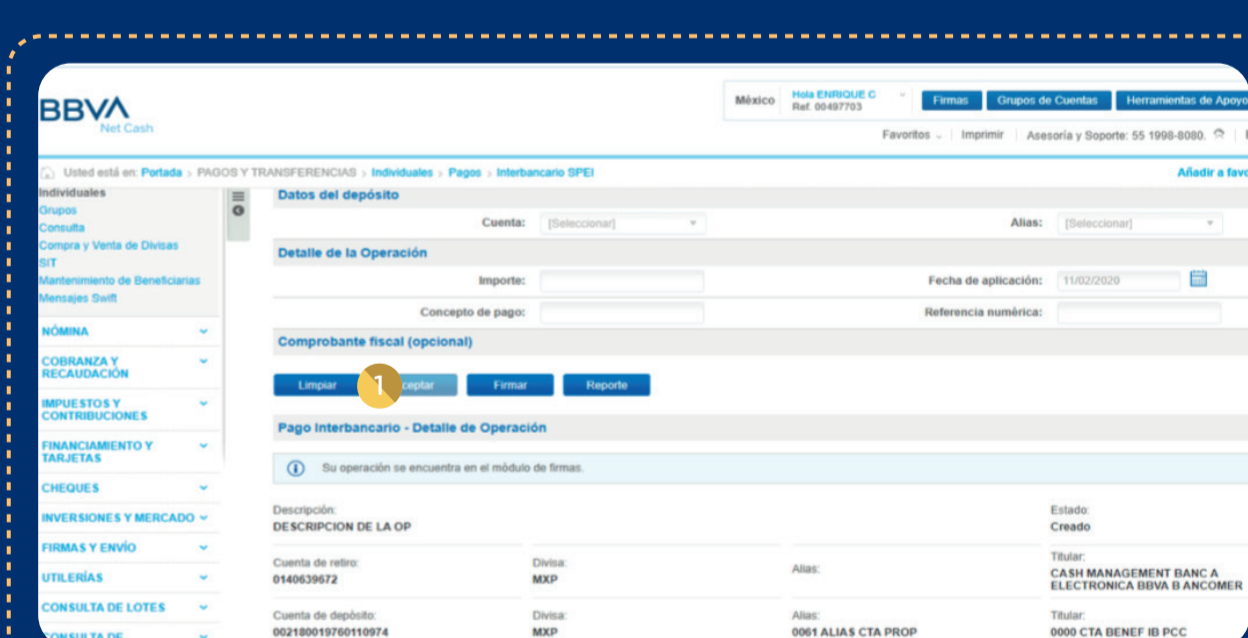 BBVA
Net Cash
México
Hola ENRIQUE C
Ref. 00497703
Firmas
Grupos de Cuentas
Herramientas de Apoyo
Favoritos
Imprimir
Asesoría y Soporte: 55 1998-8080.
Usted está en: Portada > PAGOS Y TRANSFERENCIAS > Individuales > Pagos > Interbancario SPEI
Añadir a favo
Individuales
Grupos
Consulta
Compra y Venta de Divisas
SIT
Mantenimiento de Beneficiarias
Mensajes Swift
NÓMINA
COBRANZA Y
RECAUDACIÓN
IMPUESTOS Y
CONTRIBUCIONES
FINANCIAMIENTO Y
TARJETAS
CHEQUES
INVERSIONES Y MERCADO
FIRMAS Y ENVÍO
UTILERÍAS
CONSULTA DE LOTES
CONSULTA DE
Datos del depósito
Cuenta: [Seleccionar] Alias: [Seleccionar]
Detalle de la Operación
Importe: Fecha de aplicación: 11/02/2020
Concepto de pago: Referencia numérica:
Comprobante fiscal (opcional)
Limpiar 1 ceptar Firmar Reporte
Pago Interbancario - Detalle de Operación
Su operación se encuentra en el módulo de firmas.
Descripción: Estado:
DESCRIPCION DE LA OP Creado
Cuenta de retiro: Divisa: Alias: Titular:
0140639672 MXP CASH MANAGEMENT BANC A
ELECTRONICA BBVA B ANCOMER
Cuenta de depósito: Divisa: Alias: Titular:
002180019760110974 MXP 0061 ALIAS CTA PROP 0000 CTA BENEF IB PCC